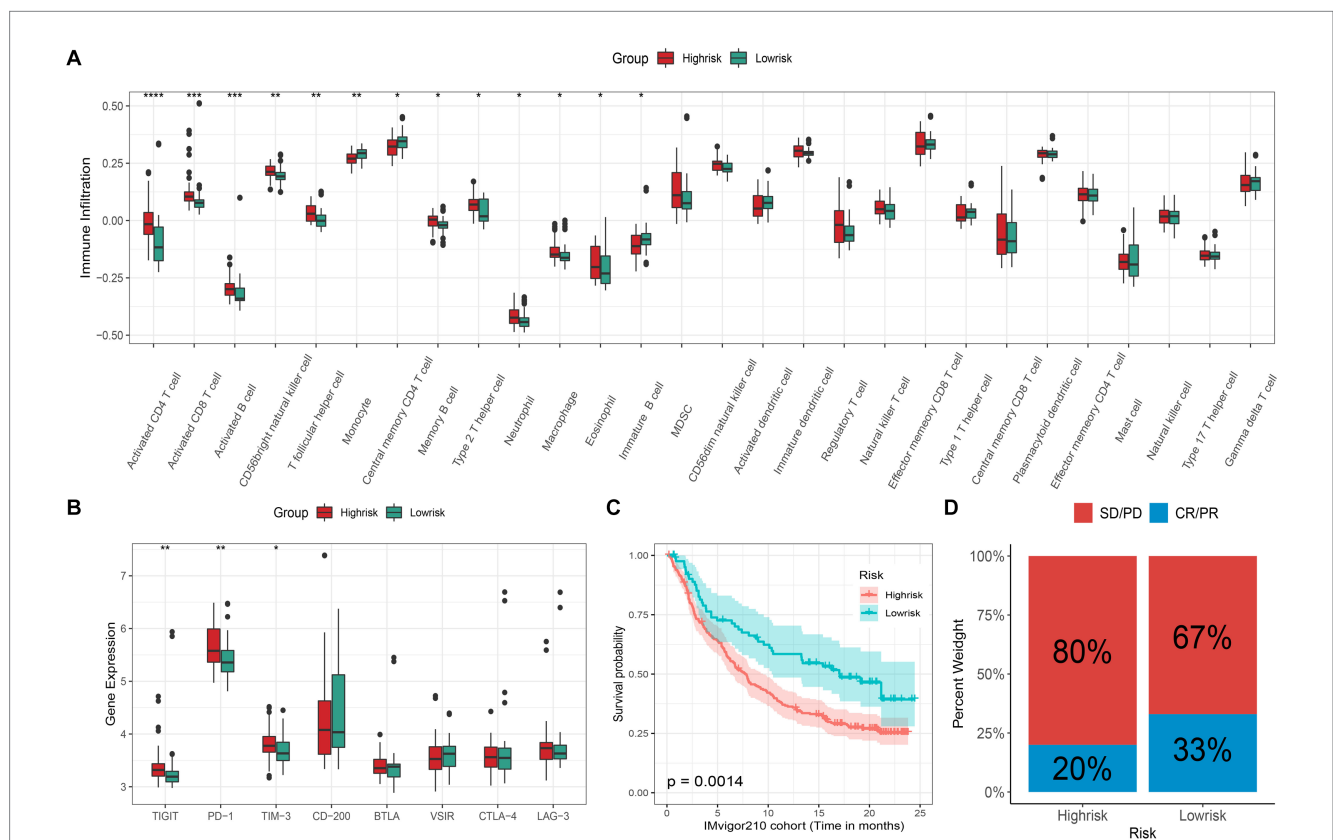 A
Group Highrisk Lowrisk
**** *** *** ** ** ** * * * * * * *
Immune Infiltration
0.50
0.25
0.00
−0.25
−0.50
Activated CD4 T cell
Activated CD8 T cell
Activated B cell
CD56bright natural killer cell
T follicular helper cell
Monocyte
Central memory CD4 T cell
Memory B cell
Type 2 T helper cell
Neutrophil
Macrophage
Eosinophil
Immature B cell
MDSC
CD56dim natural killer cell
Activated dendritic cell
Immature dendritic cell
Regulatory T cell
Natural killer T cell
Effector memory CD8 T cell
Type 1 T helper cell
Central memory CD8 T cell
Plasmacytoid dendritic cell
Effector memeory CD4 T cell
Mast cell
Natural killer cell
Type 17 T helper cell
Gamma delta T cell
B
Group Highrisk Lowrisk
** ** *
Gene Expression
7
6
5
4
3
TIGIT PD-1 TIM-3 CD-200 BTLA VSIR CTLA-4 LAG-3
C
Survival probability
1.00
0.75
0.50
0.25
0.00
Risk
Highrisk
Lowrisk
p = 0.0014
0 5 10 15 20 25
IMvigor210 cohort (Time in months)
D
SD/PD CR/PR
Percent Weidght
100%
75%
50%
25%
0%
80%
20%
67%
33%
Highrisk Lowrisk
Risk